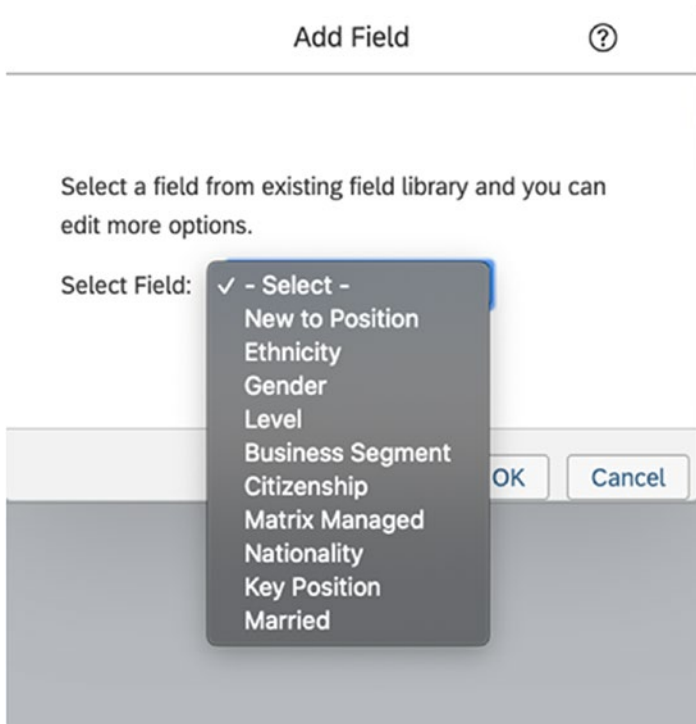 Add Field
?
Select a field from existing field library and you can
edit more options.
Select Field:
✓ - Select -
New to Position
Ethnicity
Gender
Level
Business Segment
Citizenship
Matrix Managed
Nationality
Key Position
Married
OK
Cancel